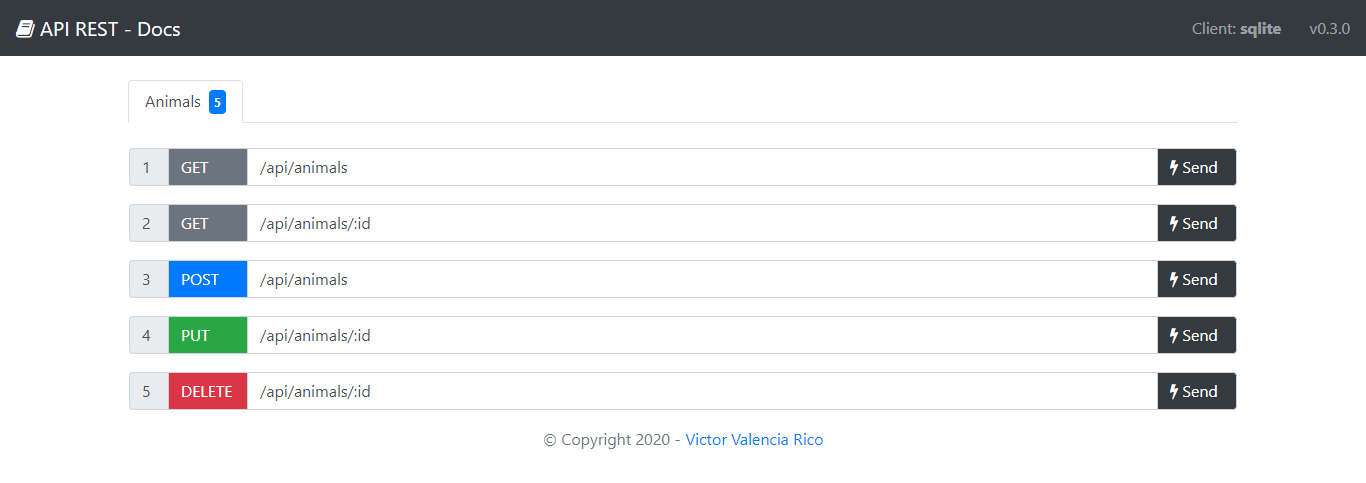 API REST - Docs Client: sqlite v0.3.0
Animals 5
1 GET /api/animals Send
2 GET /api/animals/:id Send
3 POST /api/animals Send
4 PUT /api/animals/:id Send
5 DELETE /api/animals/:id Send
© Copyright 2020 - Victor Valencia Rico